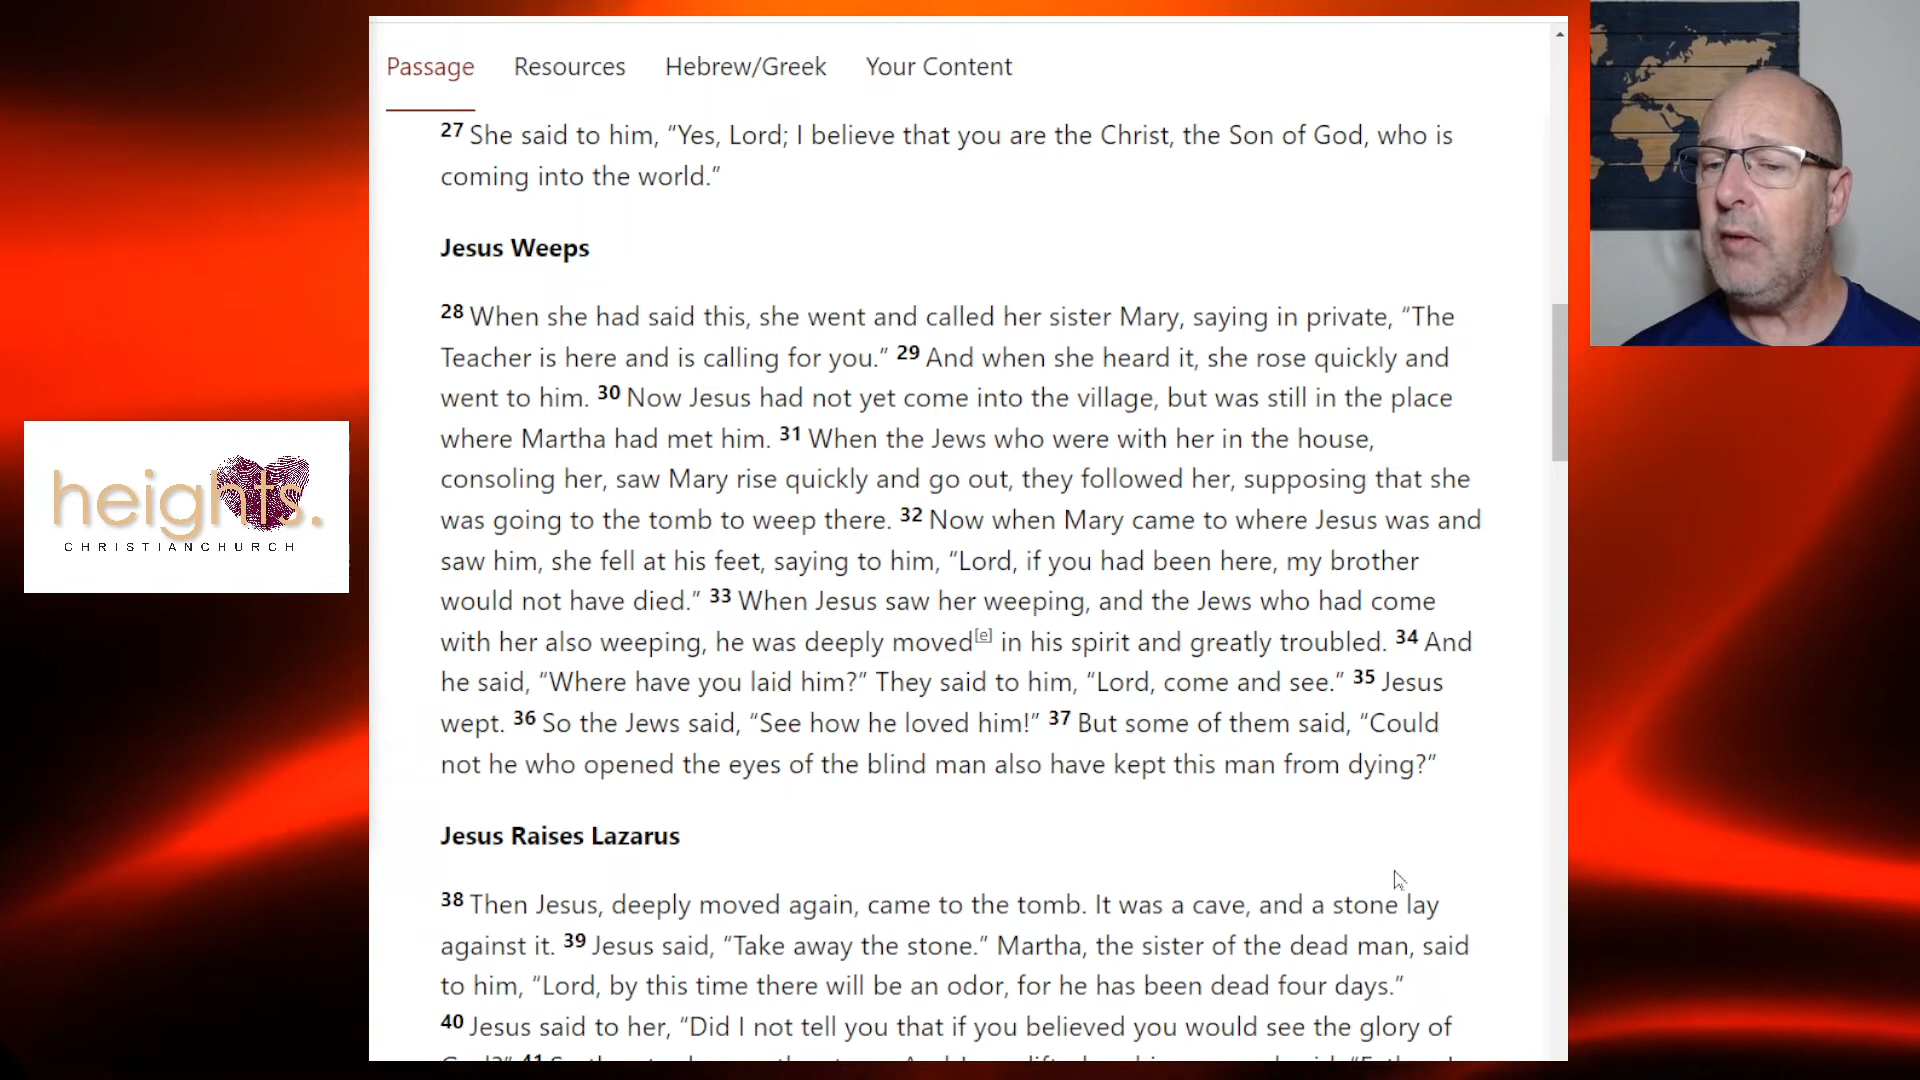 Passage Resources Hebrew/Greek Your Content
27 She said to him, “Yes, Lord; I believe that you are the Christ, the Son of God, who is
coming into the world.”
Jesus Weeps
28 When she had said this, she went and called her sister Mary, saying in private, “The
Teacher is here and is calling for you.” 29 And when she heard it, she rose quickly and
went to him. 30 Now Jesus had not yet come into the village, but was still in the place
where Martha had met him. 31 When the Jews who were with her in the house,
consoling her, saw Mary rise quickly and go out, they followed her, supposing that she
was going to the tomb to weep there. 32 Now when Mary came to where Jesus was and
saw him, she fell at his feet, saying to him, “Lord, if you had been here, my brother
would not have died.” 33 When Jesus saw her weeping, and the Jews who had come
with her also weeping, he was deeply moved[e] in his spirit and greatly troubled. 34 And
he said, “Where have you laid him?” They said to him, “Lord, come and see.” 35 Jesus
wept. 36 So the Jews said, “See how he loved him!” 37 But some of them said, “Could
not he who opened the eyes of the blind man also have kept this man from dying?”
Jesus Raises Lazarus
38 Then Jesus, deeply moved again, came to the tomb. It was a cave, and a stone lay
against it. 39 Jesus said, “Take away the stone.” Martha, the sister of the dead man, said
to him, “Lord, by this time there will be an odor, for he has been dead four days.”
40 Jesus said to her, “Did I not tell you that if you believed you would see the glory of
heights.
CHRISTIANCHURCH